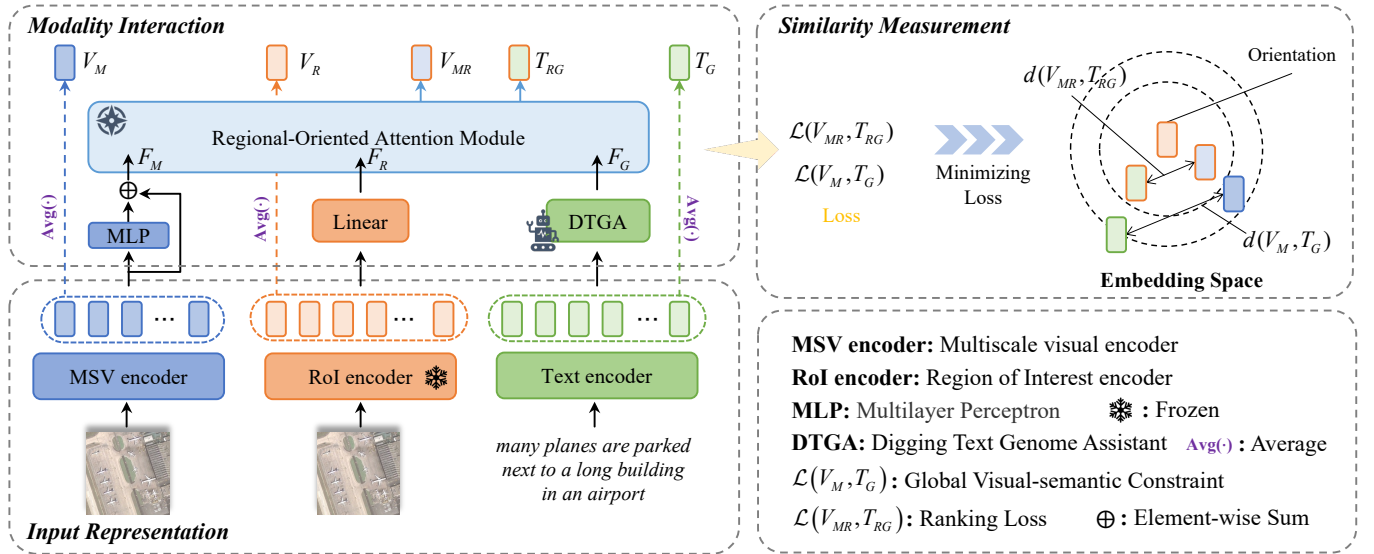 Modality Interaction
V_M
V_R
V_MR
T_RG
T_G
Regional-Oriented Attention Module
F_M
F_R
F_G
Avg(·)
Avg(·)
Avg(·)
MLP
Linear
DTGA
···
···
···
MSV encoder
RoI encoder
Text encoder
many planes are parked
next to a long building
in an airport
Input Representation
Similarity Measurement
Orientation
d(V_MR, T_RG)
ℒ(V_MR, T_RG)
ℒ(V_M, T_G)
Loss
Minimizing
Loss
d(V_M, T_G)
Embedding Space
MSV encoder: Multiscale visual encoder
RoI encoder: Region of Interest encoder
MLP: Multilayer Perceptron : Frozen
DTGA: Digging Text Genome Assistant Avg(·) : Average
ℒ(V_M, T_G): Global Visual-semantic Constraint
ℒ(V_MR, T_RG): Ranking Loss ⊕ : Element-wise Sum